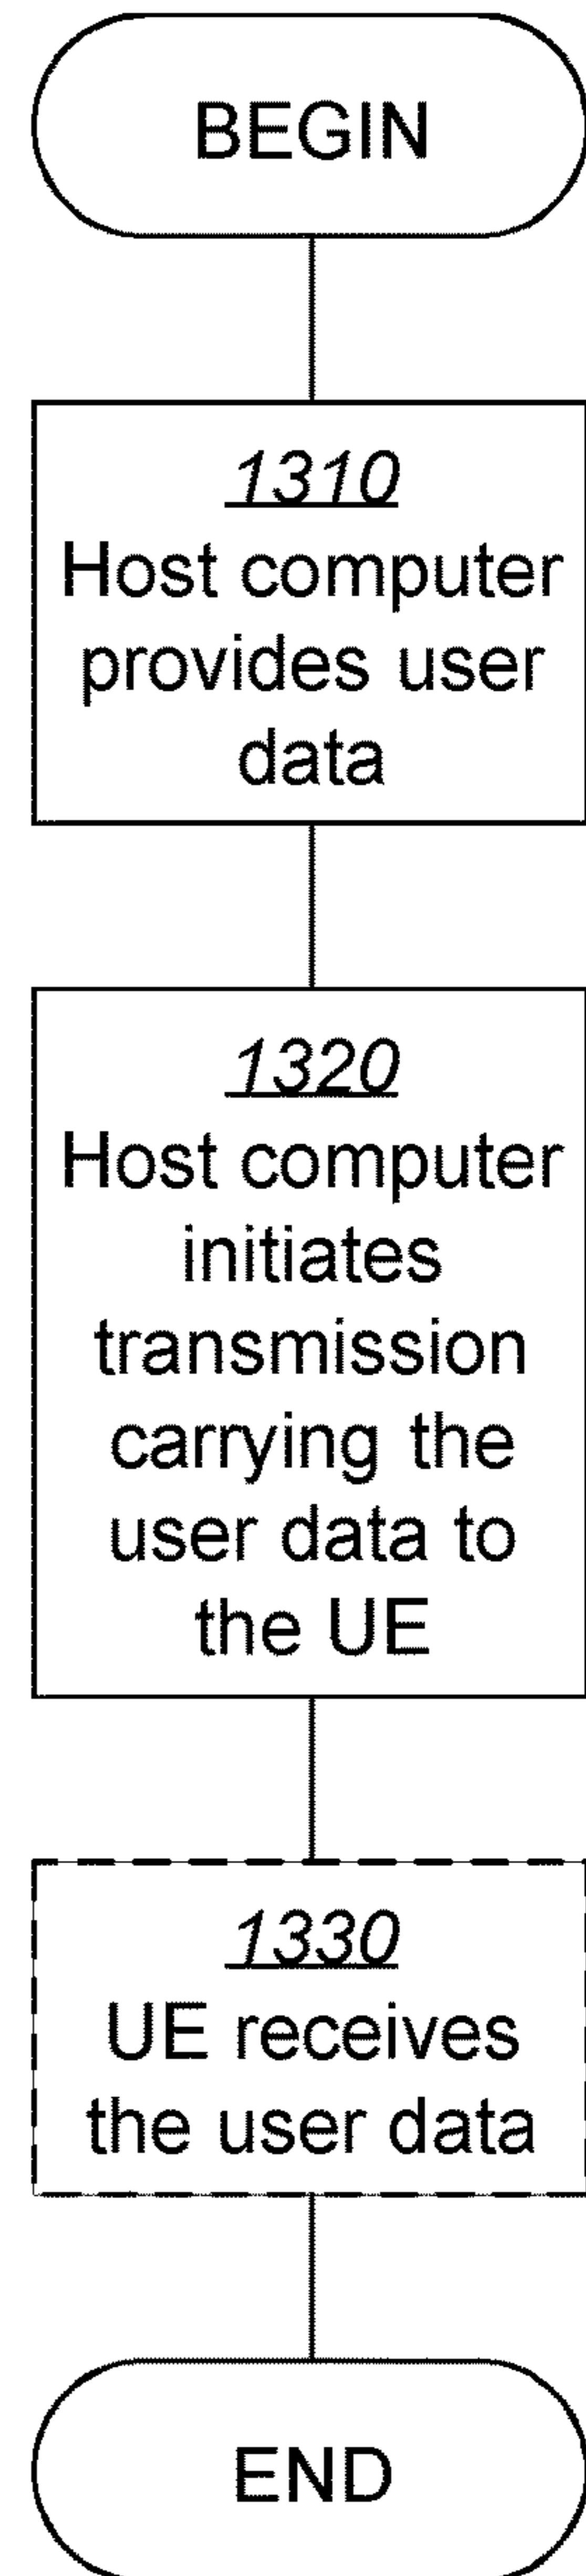 BEGIN
1310
Host computer
provides user
data
1320
Host computer
initiates
transmission
carrying the
user data to
the UE
1330
UE receives
the user data
END